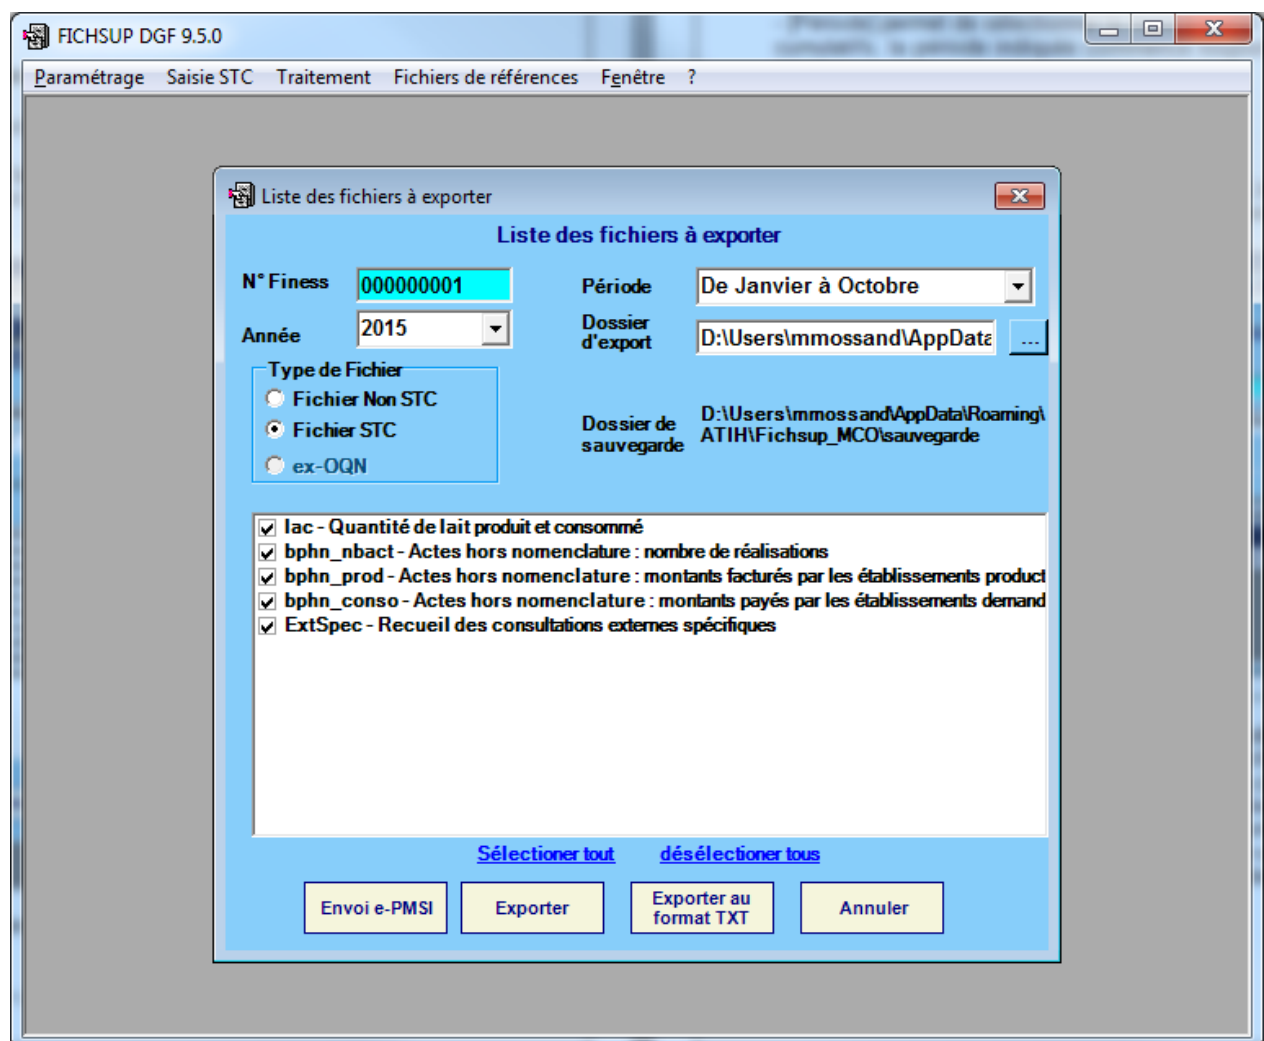 FICHSUP DGF 9.5.0
Paramétrage Saisie STC Traitement Fichiers de références Fenêtre ?
Liste des fichiers à exporter
Liste des fichiers à exporter
N° Finess 000000001 Période De Janvier à Octobre
Année 2015 Dossier d'export D:\Users\mmossand\AppData ...
Type de Fichier
Fichier Non STC
Fichier STC
ex-OQN
Dossier de sauvegarde
D:\Users\mmossand\AppData\Roaming\
ATIH\Fichsup_MCO\sauvegarde
lac - Quantité de lait produit et consommé
bphn_nbact - Actes hors nomenclature : nombre de réalisations
bphn_prod - Actes hors nomenclature : montants facturés par les établissements product
bphn_conso - Actes hors nomenclature : montants payés par les établissements demand
ExtSpec - Recueil des consultations externes spécifiques
Sélectioner tout désélectioner tous
Envoi e-PMSI Exporter Exporter au format TXT Annuler